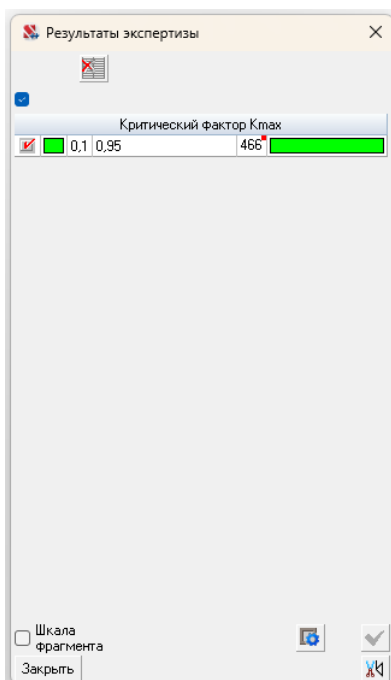 Результаты экспертизы
Критический фактор Kmax
0,1 0,95 466
Шкала
фрагмента
Закрыть